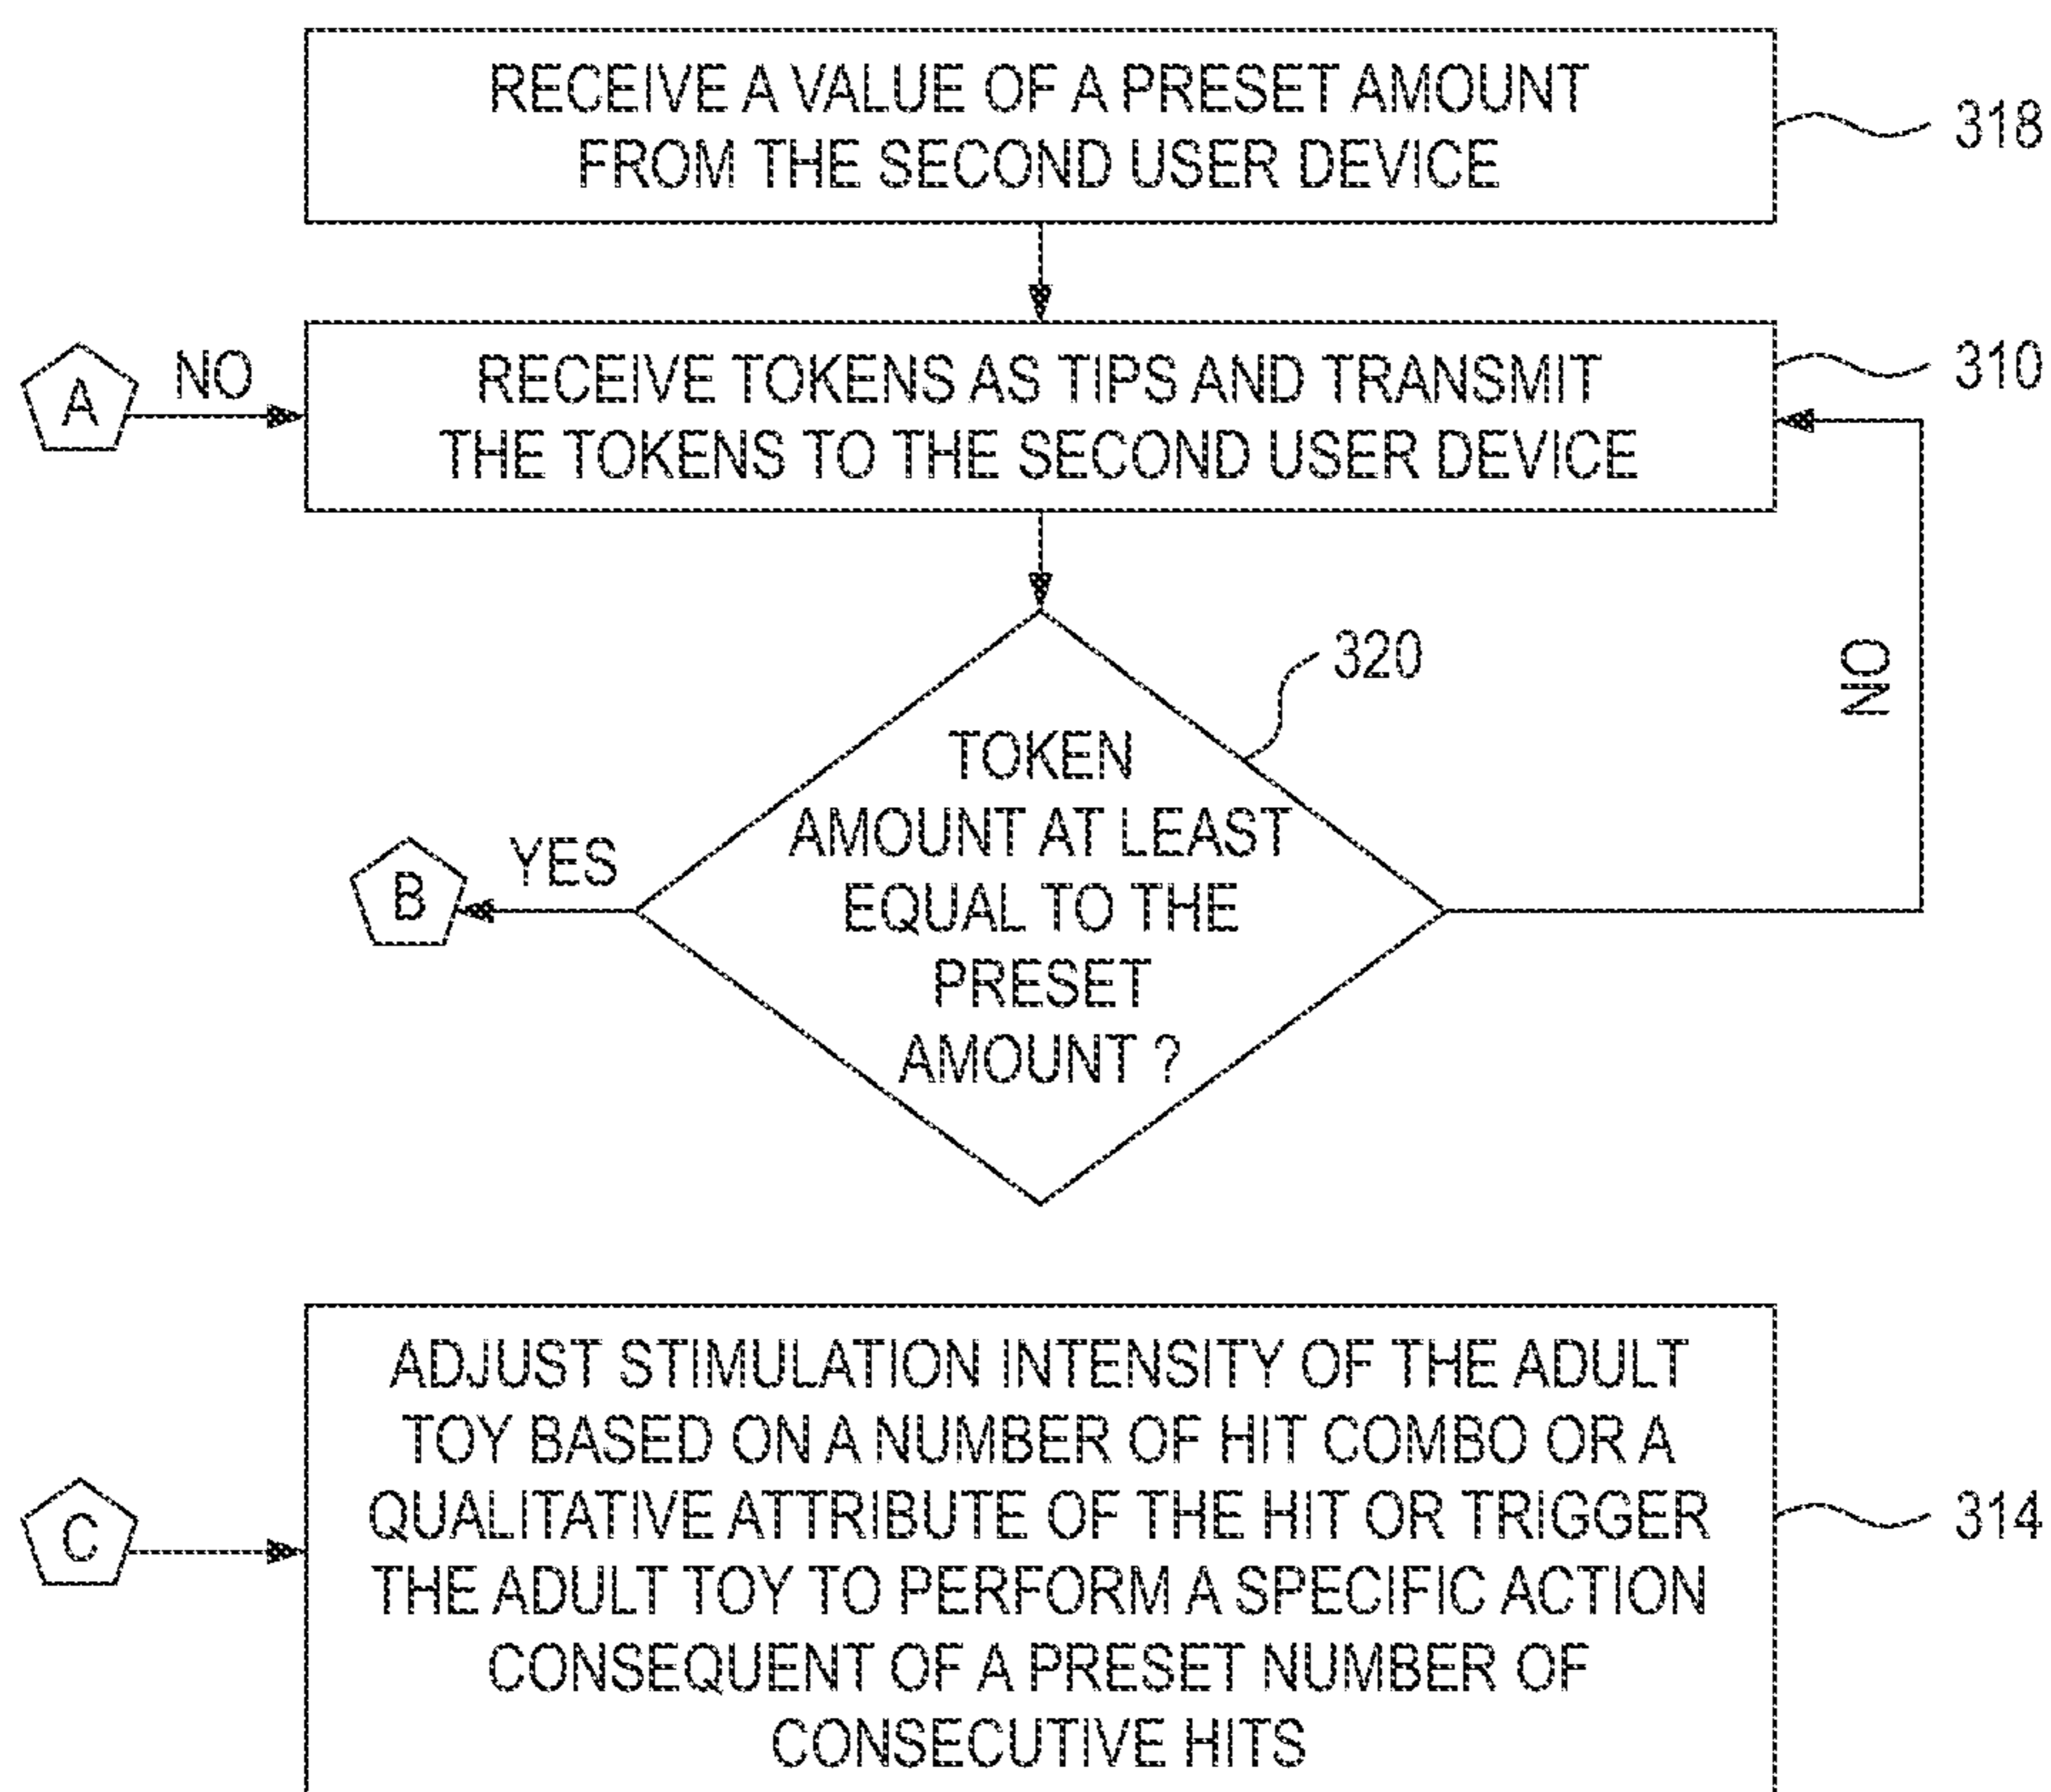 RECEIVE A VALUE OF A PRESET AMOUNT
FROM THE SECOND USER DEVICE
318
A
NO
RECEIVE TOKENS AS TIPS AND TRANSMIT
THE TOKENS TO THE SECOND USER DEVICE
310
320
NO
TOKEN
AMOUNT AT LEAST
EQUAL TO THE
PRESET
AMOUNT ?
YES
B
C
ADJUST STIMULATION INTENSITY OF THE ADULT
TOY BASED ON A NUMBER OF HIT COMBO OR A
QUALITATIVE ATTRIBUTE OF THE HIT OR TRIGGER
THE ADULT TOY TO PERFORM A SPECIFIC ACTION
CONSEQUENT OF A PRESET NUMBER OF
CONSECUTIVE HITS
314